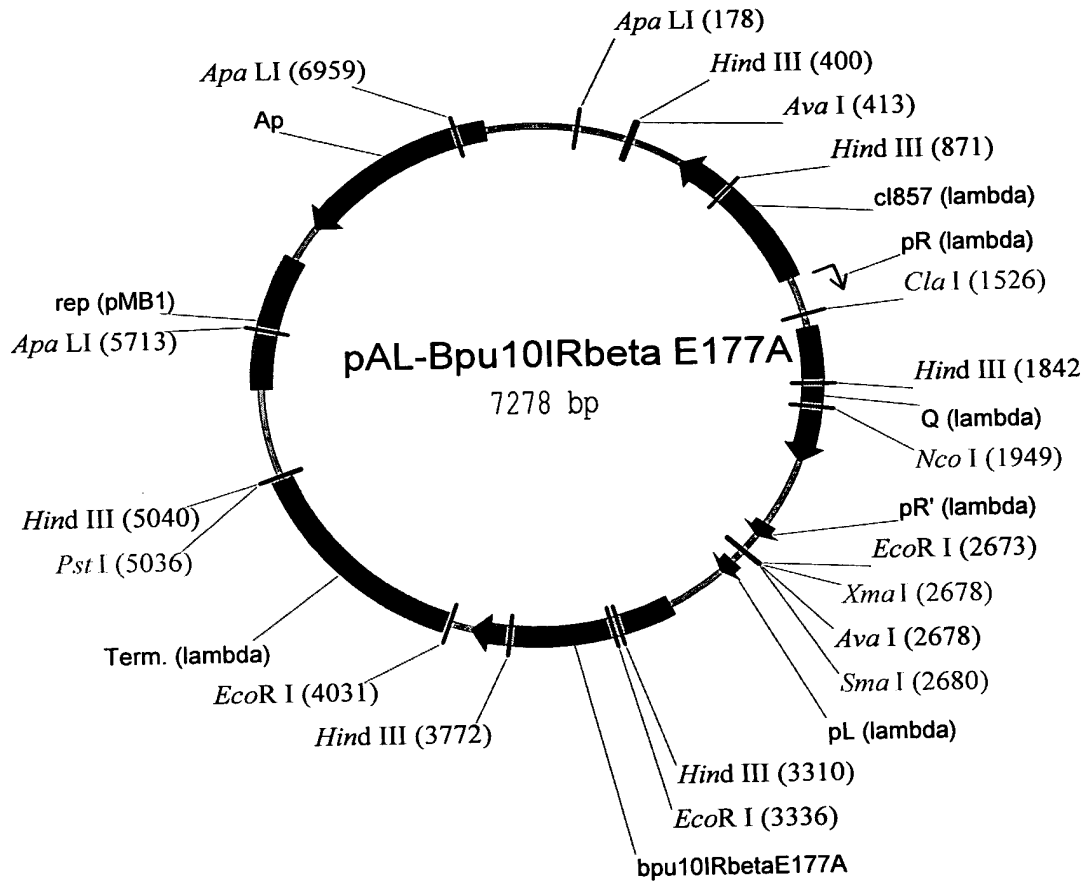 Apa LI (178)
Hind III (400)
Apa LI (6959)
Ava I (413)
Ap
Hind III (871)
cI857 (lambda)
pR (lambda)
Cla I (1526)
rep (pMB1)
Apa LI (5713)
pAL-Bpu10IRbeta E177A
7278 bp
Hind III (1842
Q (lambda)
Nco I (1949)
pR' (lambda)
Hind III (5040)
EcoR I (2673)
Pst I (5036)
Xma I (2678)
Ava I (2678)
Term. (lambda)
Sma I (2680)
EcoR I (4031)
pL (lambda)
Hind III (3772)
Hind III (3310)
EcoR I (3336)
bpu10IRbetaE177A